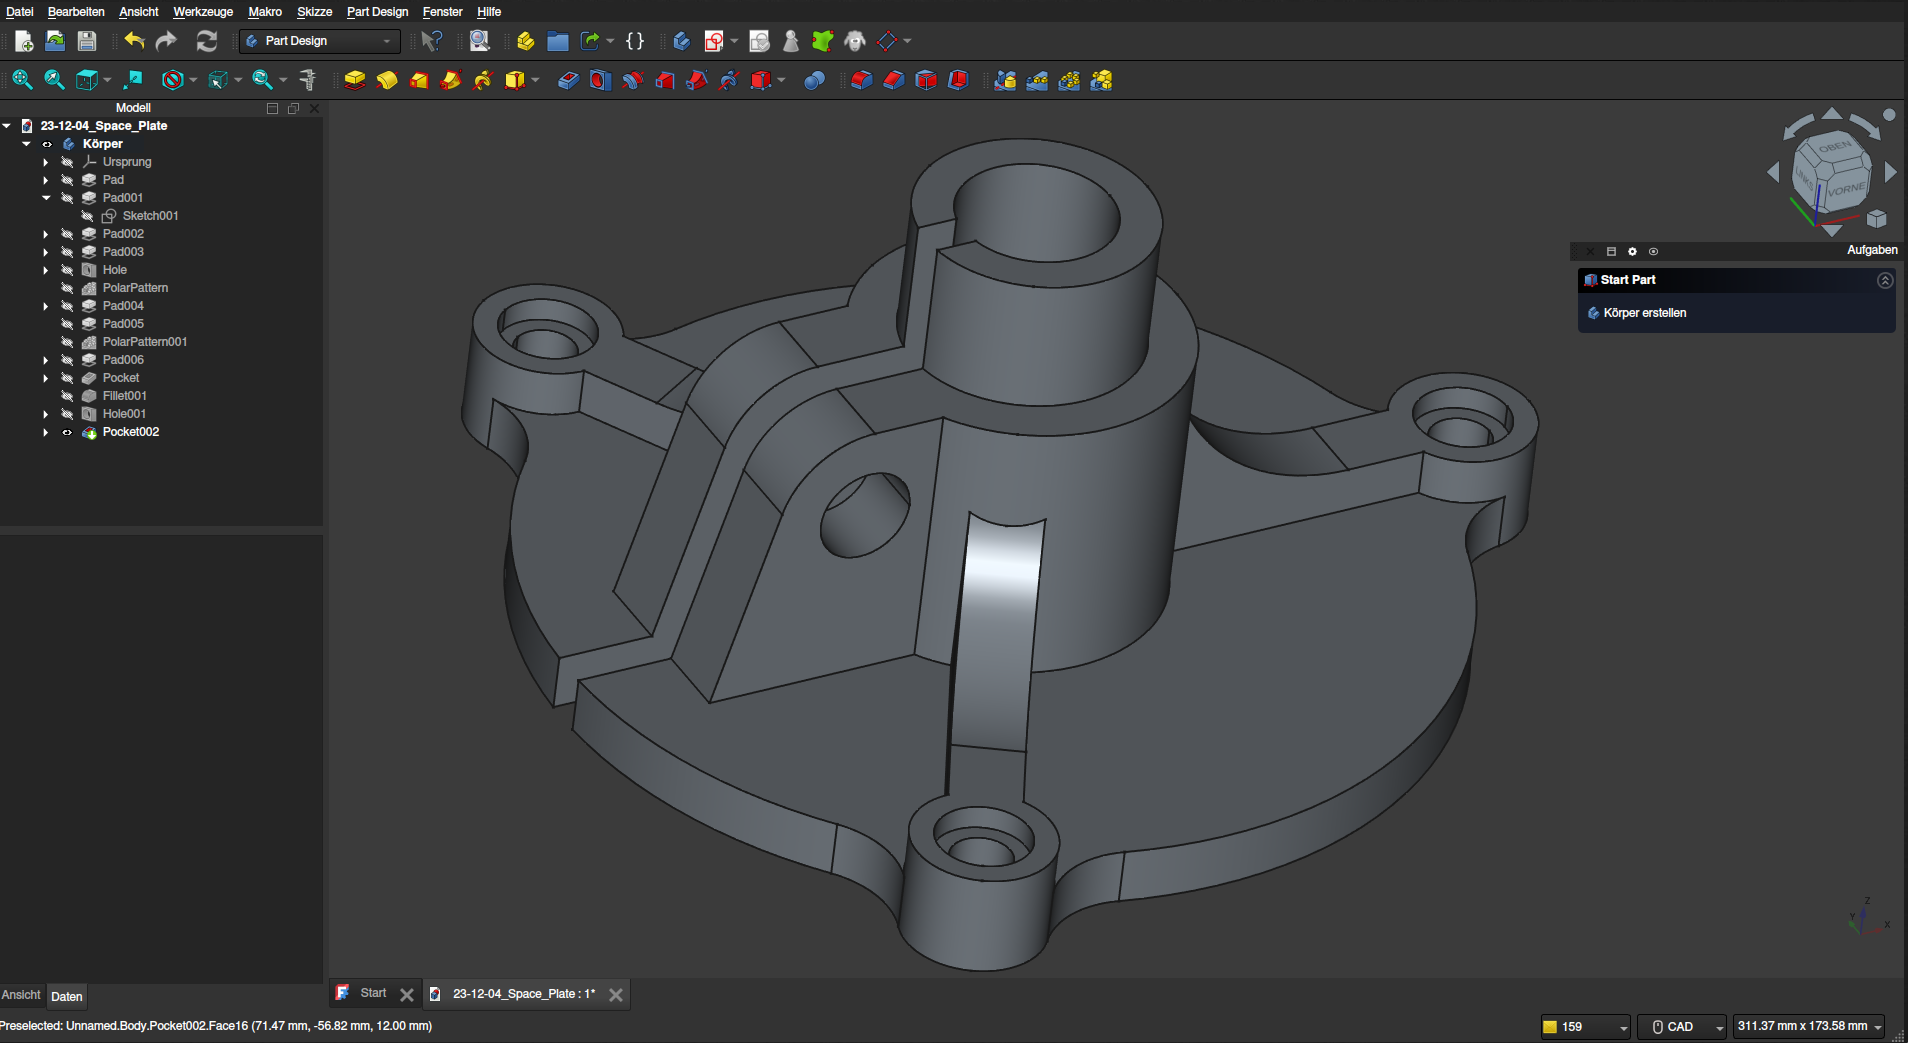 Datei Bearbeiten Ansicht Werkzeuge Makro Skizze Part Design Fenster Hilfe
Part Design
Modell
23-12-04_Space_Plate
Körper
Ursprung
Pad
Pad001
Sketch001
Pad002
Pad003
Hole
PolarPattern
Pad004
Pad005
PolarPattern001
Pad006
Pocket
Fillet001
Hole001
Pocket002
OBEN
LINKS
VORNE
Aufgaben
Start Part
Körper erstellen
Z
Y
X
Ansicht Daten
Start
23-12-04_Space_Plate : 1*
Preselected: Unnamed.Body.Pocket002.Face16 (71.47 mm, -56.82 mm, 12.00 mm)
159
CAD
311.37 mm x 173.58 mm